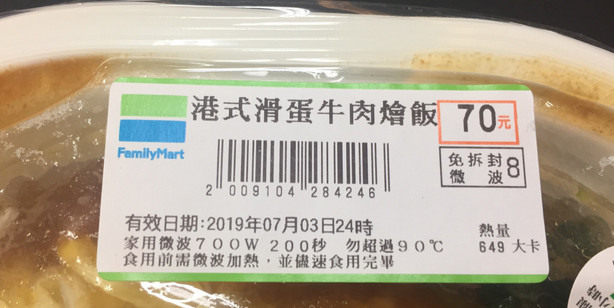 港式滑蛋牛肉燴飯
70元
FamilyMart
免拆封
微波 8
2 009104 284246
有效日期:2019年07月03日24時
熱量
家用微波700W 200秒 勿超過90℃
649 大卡
食用前需微波加熱，並儘速食用完畢